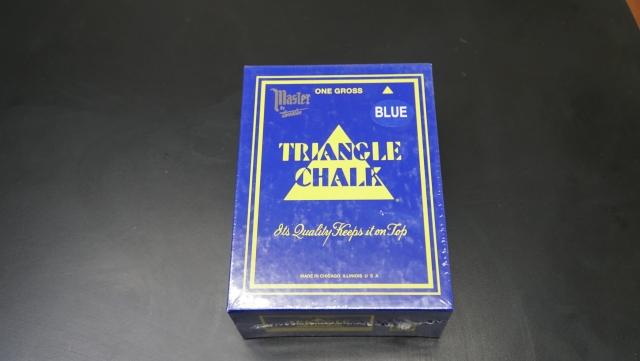 Master
ONE GROSS
BLUE
TRIANGLE
CHALK
Its Quality Keeps it on Top
MADE IN CHICAGO, ILLINOIS U S A